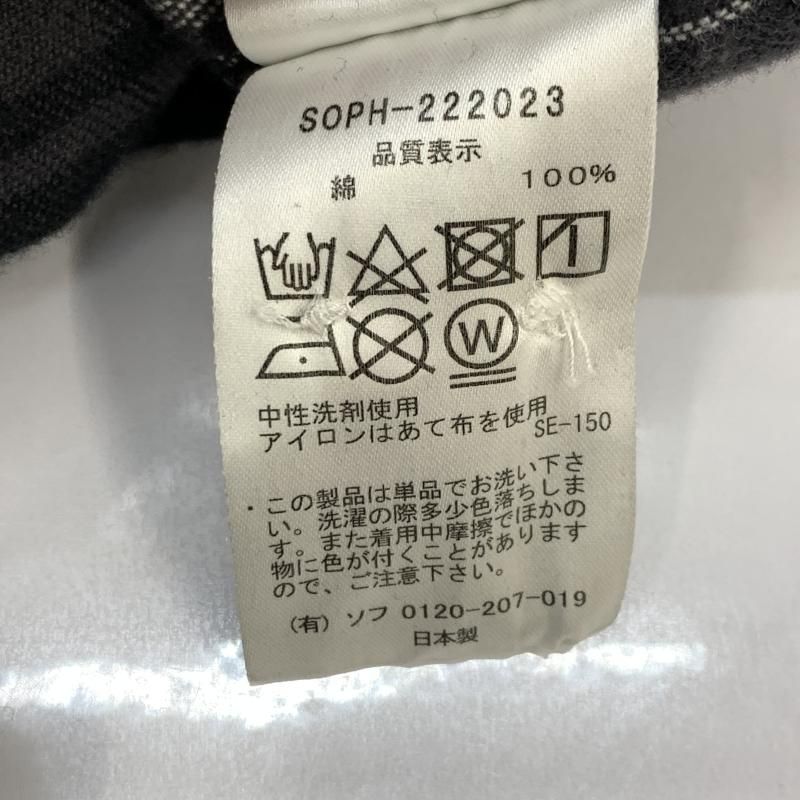 SOPH-222023
品質表示
綿 100%
W
中性洗剤使用
アイロンはあて布を使用
SE-150
・この製品は単品でお洗い下さ
い。洗濯の際多少色落ちしま
す。また着用中摩擦でほかの
物に色が付くことがあります
ので、ご注意下さい。
(有) ソフ 0120-207-019
日本製